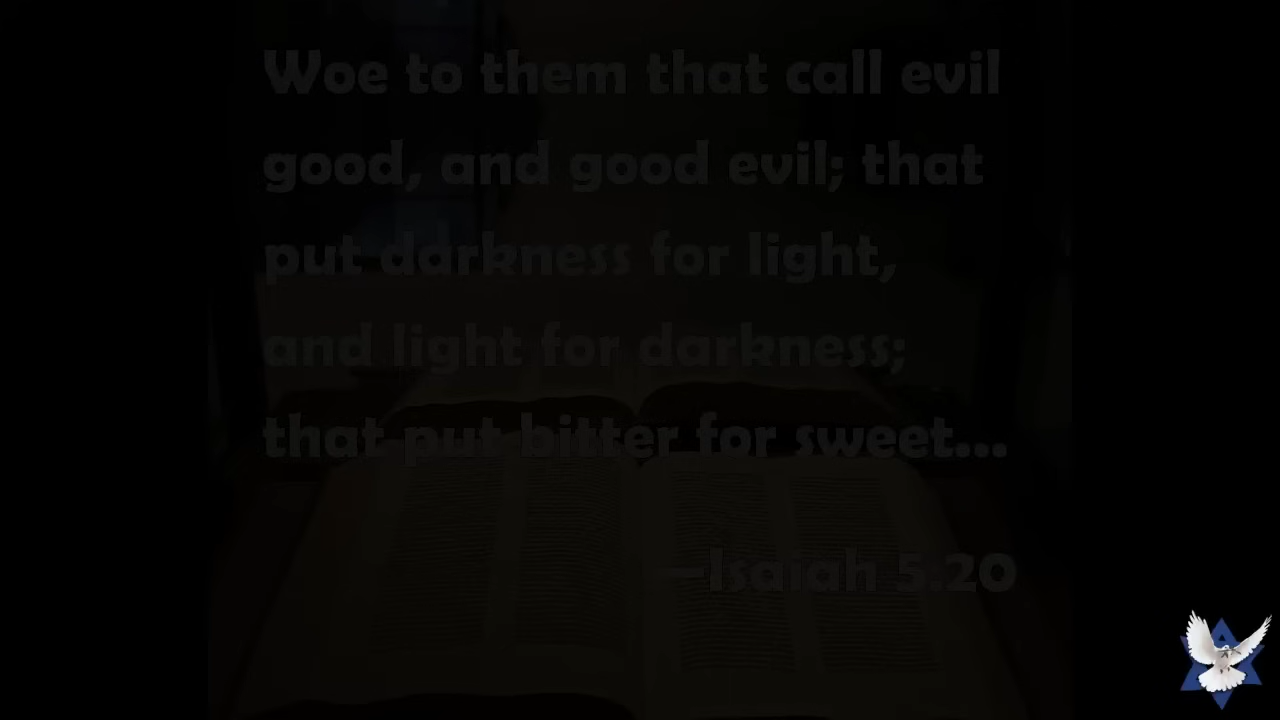 Woe to them that call evil
good, and good evil; that
put darkness for light,
and light for darkness;
that put bitter for sweet...
—Isaiah 5.20